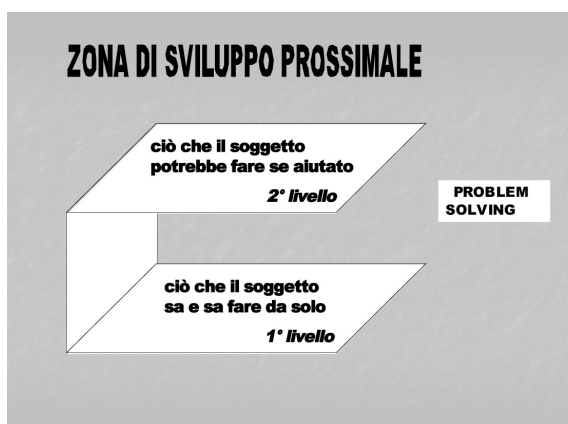 ZONA DI SVILUPPO PROSSIMALE
ciò che il soggetto
potrebbe fare se aiutato
2° livello
PROBLEM
SOLVING
ciò che il soggetto
sa e sa fare da solo
1° livello